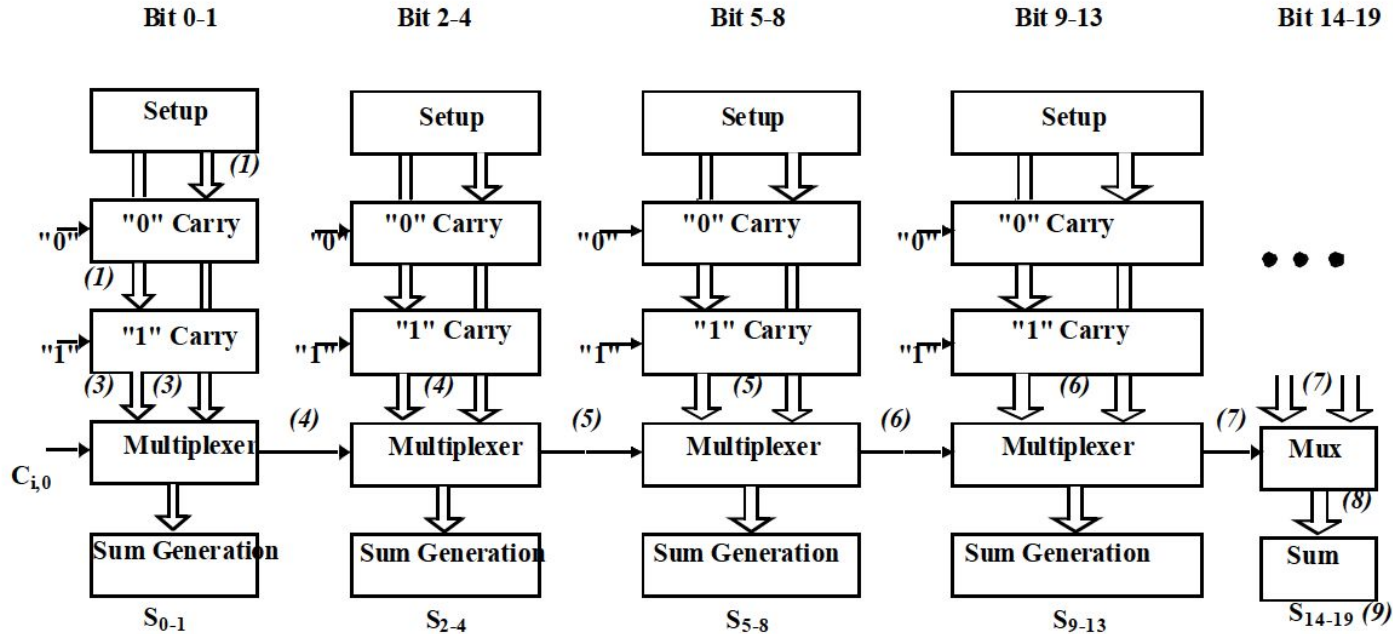 Bit 0-1 Bit 2-4 Bit 5-8 Bit 9-13 Bit 14-19
Setup Setup Setup Setup
(1)
"0" Carry "0" Carry "0" Carry "0" Carry
"0" "0" "0" "0"
(1)
"1" Carry "1" Carry "1" Carry "1" Carry
"1" "1" "1" "1"
(3) (3) (4) (5) (6) (7)
(4) (5) (6) (7)
Multiplexer Multiplexer Multiplexer Multiplexer Mux
Ci,0
(8)
Sum Generation Sum Generation Sum Generation Sum Generation Sum
S0-1 S2-4 S5-8 S9-13 S14-19 (9)